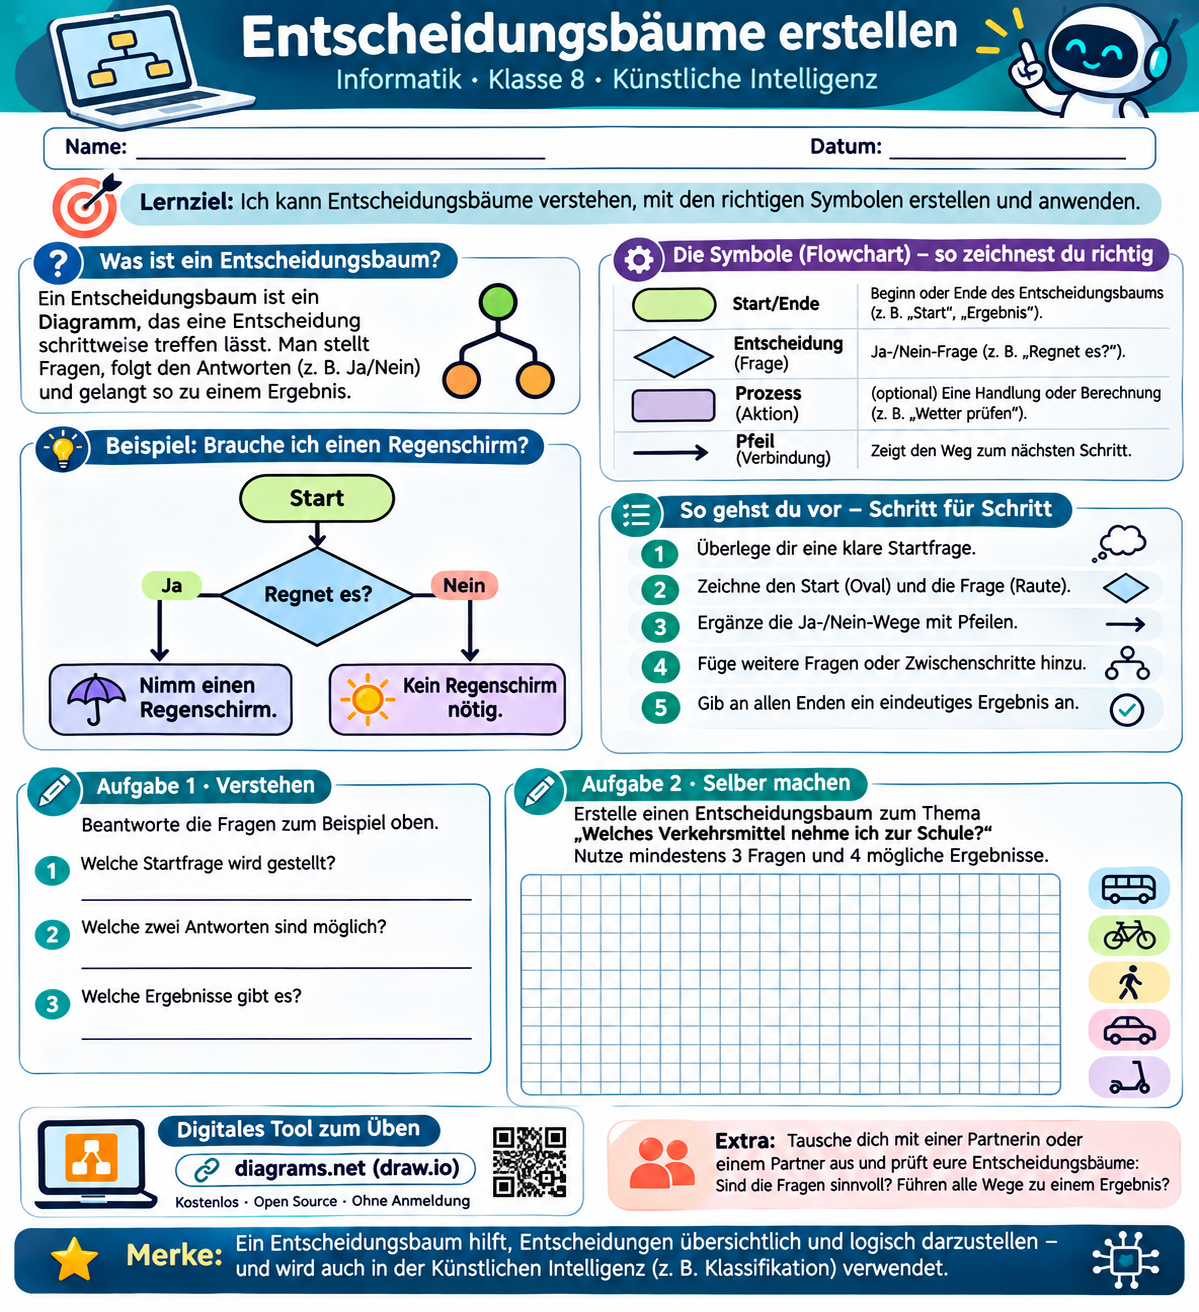 Entscheidungsbäume erstellen
Informatik · Klasse 8 · Künstliche Intelligenz
Name:
Datum:
Lernziel: Ich kann Entscheidungsbäume verstehen, mit den richtigen Symbolen erstellen und anwenden.
Was ist ein Entscheidungsbaum?
Ein Entscheidungsbaum ist ein
Diagramm, das eine Entscheidung
schrittweise treffen lässt. Man stellt
Fragen, folgt den Antworten (z. B. Ja/Nein)
und gelangt so zu einem Ergebnis.
Die Symbole (Flowchart) – so zeichnest du richtig
Start/Ende
Beginn oder Ende des Entscheidungsbaums
(z. B. „Start“, „Ergebnis“).
Entscheidung
(Frage)
Ja-/Nein-Frage (z. B. „Regnet es?“).
Prozess
(Aktion)
(optional) Eine Handlung oder Berechnung
(z. B. „Wetter prüfen“).
Pfeil
(Verbindung)
Zeigt den Weg zum nächsten Schritt.
Beispiel: Brauche ich einen Regenschirm?
Start
Regnet es?
Ja
Nein
Nimm einen
Regenschirm.
Kein Regenschirm
nötig.
So gehst du vor – Schritt für Schritt
1 Überlege dir eine klare Startfrage.
2 Zeichne den Start (Oval) und die Frage (Raute).
3 Ergänze die Ja-/Nein-Wege mit Pfeilen.
4 Füge weitere Fragen oder Zwischenschritte hinzu.
5 Gib an allen Enden ein eindeutiges Ergebnis an.
Aufgabe 1 · Verstehen
Beantworte die Fragen zum Beispiel oben.
1 Welche Startfrage wird gestellt?
2 Welche zwei Antworten sind möglich?
3 Welche Ergebnisse gibt es?
Aufgabe 2 · Selber machen
Erstelle einen Entscheidungsbaum zum Thema
„Welches Verkehrsmittel nehme ich zur Schule?“
Nutze mindestens 3 Fragen und 4 mögliche Ergebnisse.
Digitales Tool zum Üben
diagrams.net (draw.io)
Kostenlos · Open Source · Ohne Anmeldung
Extra: Tausche dich mit einer Partnerin oder
einem Partner aus und prüft eure Entscheidungsbäume:
Sind die Fragen sinnvoll? Führen alle Wege zu einem Ergebnis?
Merke: Ein Entscheidungsbaum hilft, Entscheidungen übersichtlich und logisch darzustellen –
und wird auch in der Künstlichen Intelligenz (z. B. Klassifikation) verwendet.